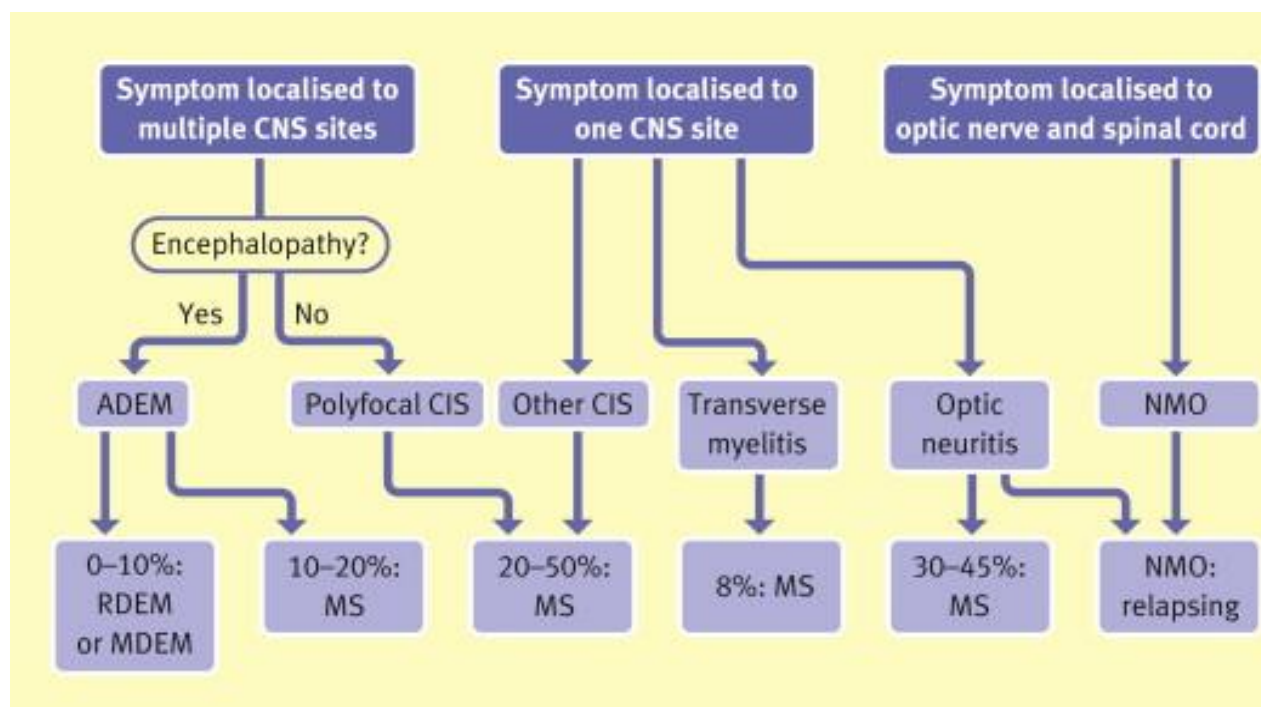 Symptom localised to
multiple CNS sites
Symptom localised to
one CNS site
Symptom localised to
optic nerve and spinal cord
Encephalopathy?
Yes
No
ADEM
Polyfocal CIS
Other CIS
Transverse
myelitis
Optic
neuritis
NMO
0–10%:
RDEM
or MDEM
10–20%:
MS
20–50%:
MS
8%: MS
30–45%:
MS
NMO:
relapsing